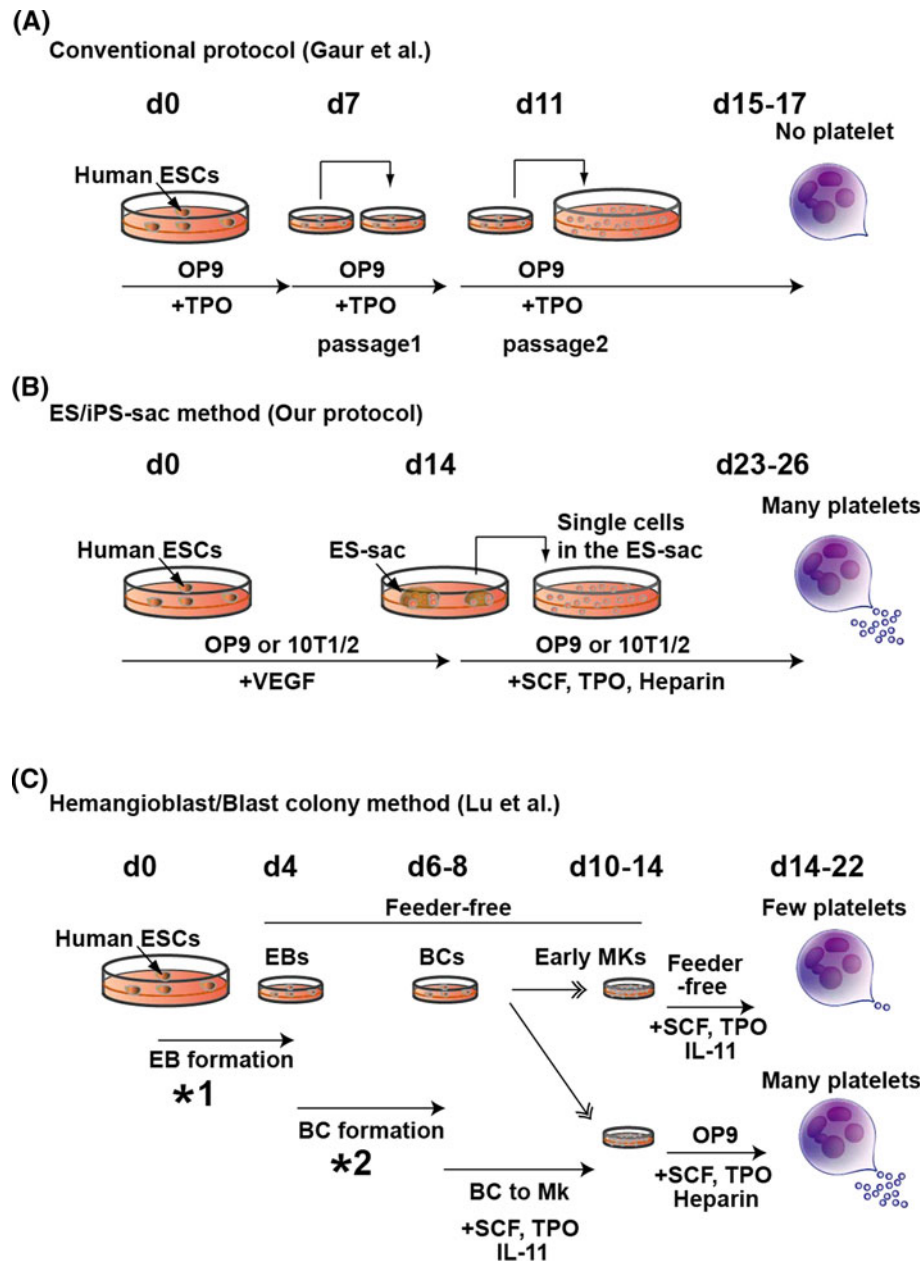 (A)
Conventional protocol (Gaur et al.)
d0 d7 d11 d15-17
No platelet
Human ESCs
OP9 OP9 OP9
+TPO +TPO +TPO
passage1 passage2
(B)
ES/iPS-sac method (Our protocol)
d0 d14 d23-26
Many platelets
Human ESCs ES-sac Single cells
in the ES-sac
OP9 or 10T1/2 OP9 or 10T1/2
+VEGF +SCF, TPO, Heparin
(C)
Hemangioblast/Blast colony method (Lu et al.)
d0 d4 d6-8 d10-14 d14-22
Feeder-free Few platelets
Human ESCs
EBs BCs Early MKs Feeder
-free
+SCF, TPO
IL-11
EB formation
*1
Many platelets
BC formation
*2
OP9
+SCF, TPO
Heparin
BC to Mk
+SCF, TPO
IL-11